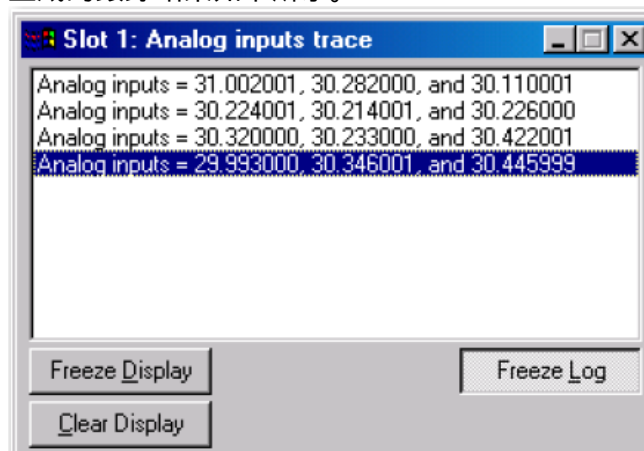 Slot 1: Analog inputs trace
Analog inputs = 31.002001, 30.282000, and 30.110001
Analog inputs = 30.224001, 30.214001, and 30.226000
Analog inputs = 30.320000, 30.233000, and 30.422001
Analog inputs = 29.993000, 30.346001, and 30.445999
Freeze Display
Freeze Log
Clear Display